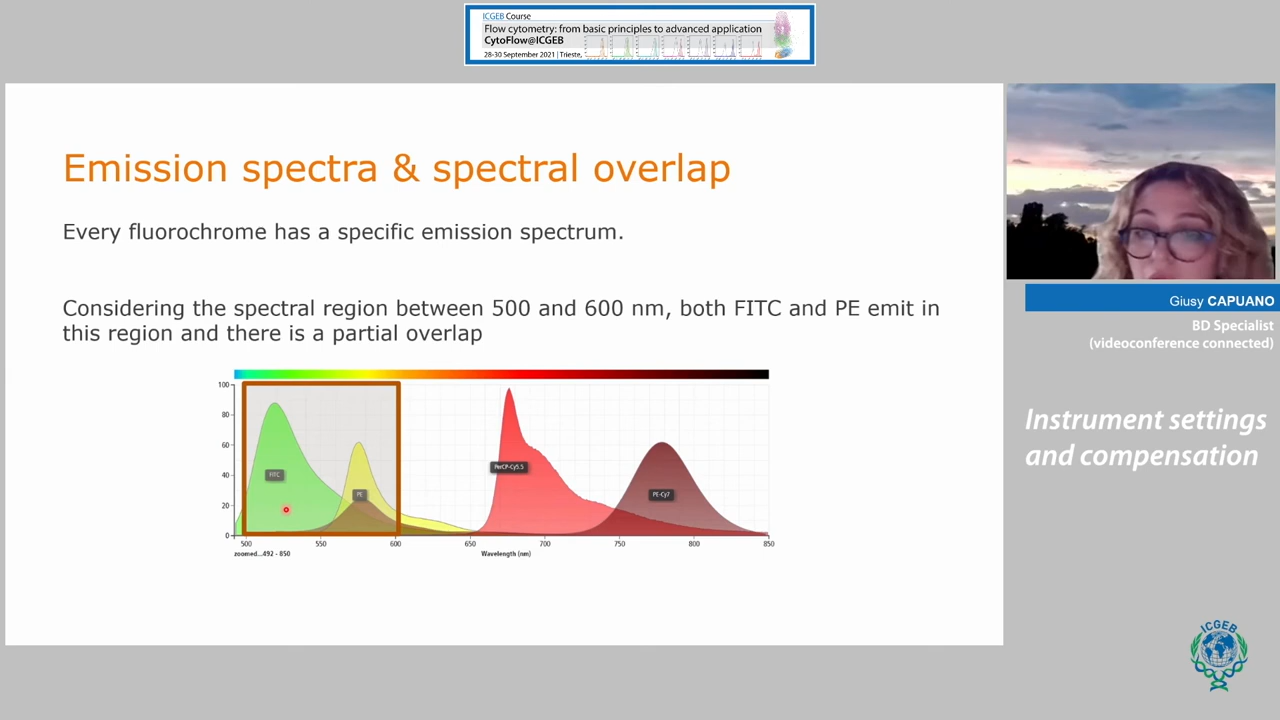 ICGEB Course
Flow cytometry: from basic principles to advanced application
CytoFlow@ICGEB
28-30 September 2021 | Trieste,
Emission spectra & spectral overlap
Every fluorochrome has a specific emission spectrum.
Considering the spectral region between 500 and 600 nm, both FITC and PE emit in
this region and there is a partial overlap
100
80
60
40
20
0
FITC
PE
PerCP-Cy5.5
PE-Cy7
500 550 600 650 700 750 800 850
zoomed...492 - 850
Wavelength (nm)
Giusy CAPUANO
BD Specialist
(videoconference connected)
Instrument settings
and compensation
ICGEB